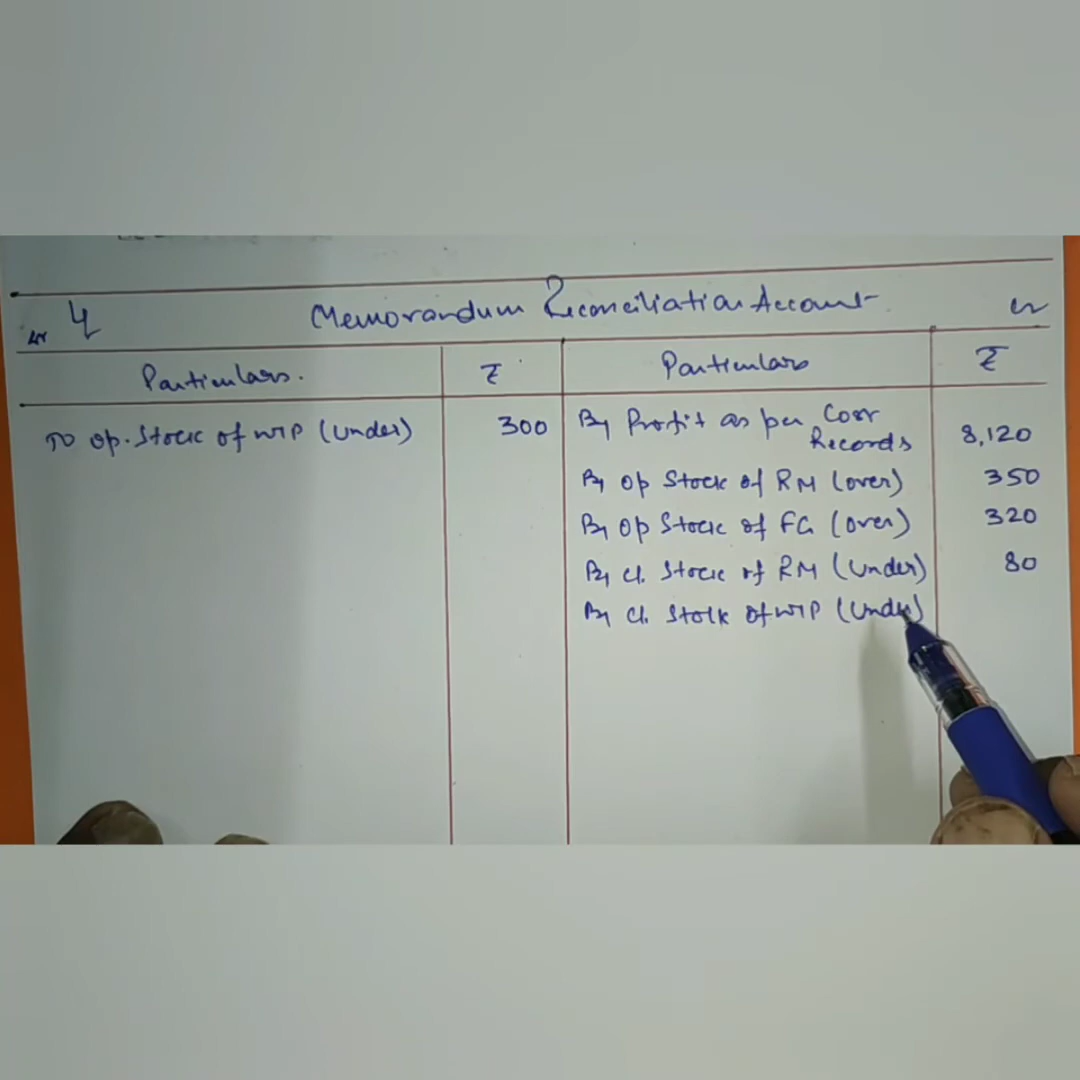 Dr Memorandum Reconciliation Account Cr
Particulars. ₹ Particulars ₹
To Op. Stock of WIP (Under) 300 By Profit as per Cost
Records 8,120
By Op Stock of RM (over) 350
By Op Stock of FG (over) 320
By Cl. Stock of RM (Under) 80
By Cl. Stock of WIP (Under)